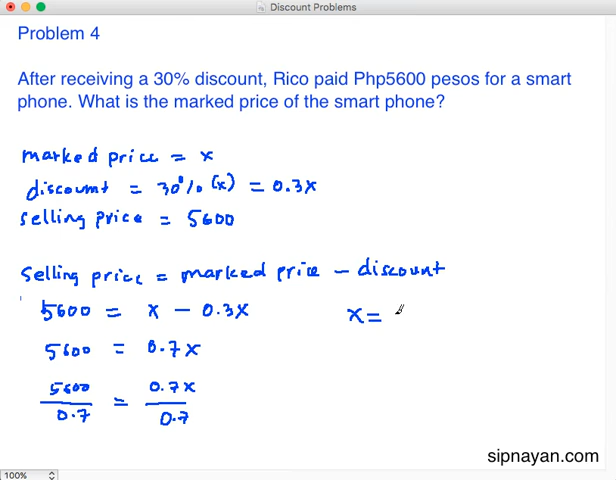 Discount Problems
Problem 4
After receiving a 30% discount, Rico paid Php5600 pesos for a smart
phone. What is the marked price of the smart phone?
marked price = x
discount = 30% (x) = 0.3x
selling price = 5600
selling price = marked price - discount
5600 = x - 0.3x
x =
5600 = 0.7x
5600 = 0.7x
0.7 0.7
sipnayan.com
100%